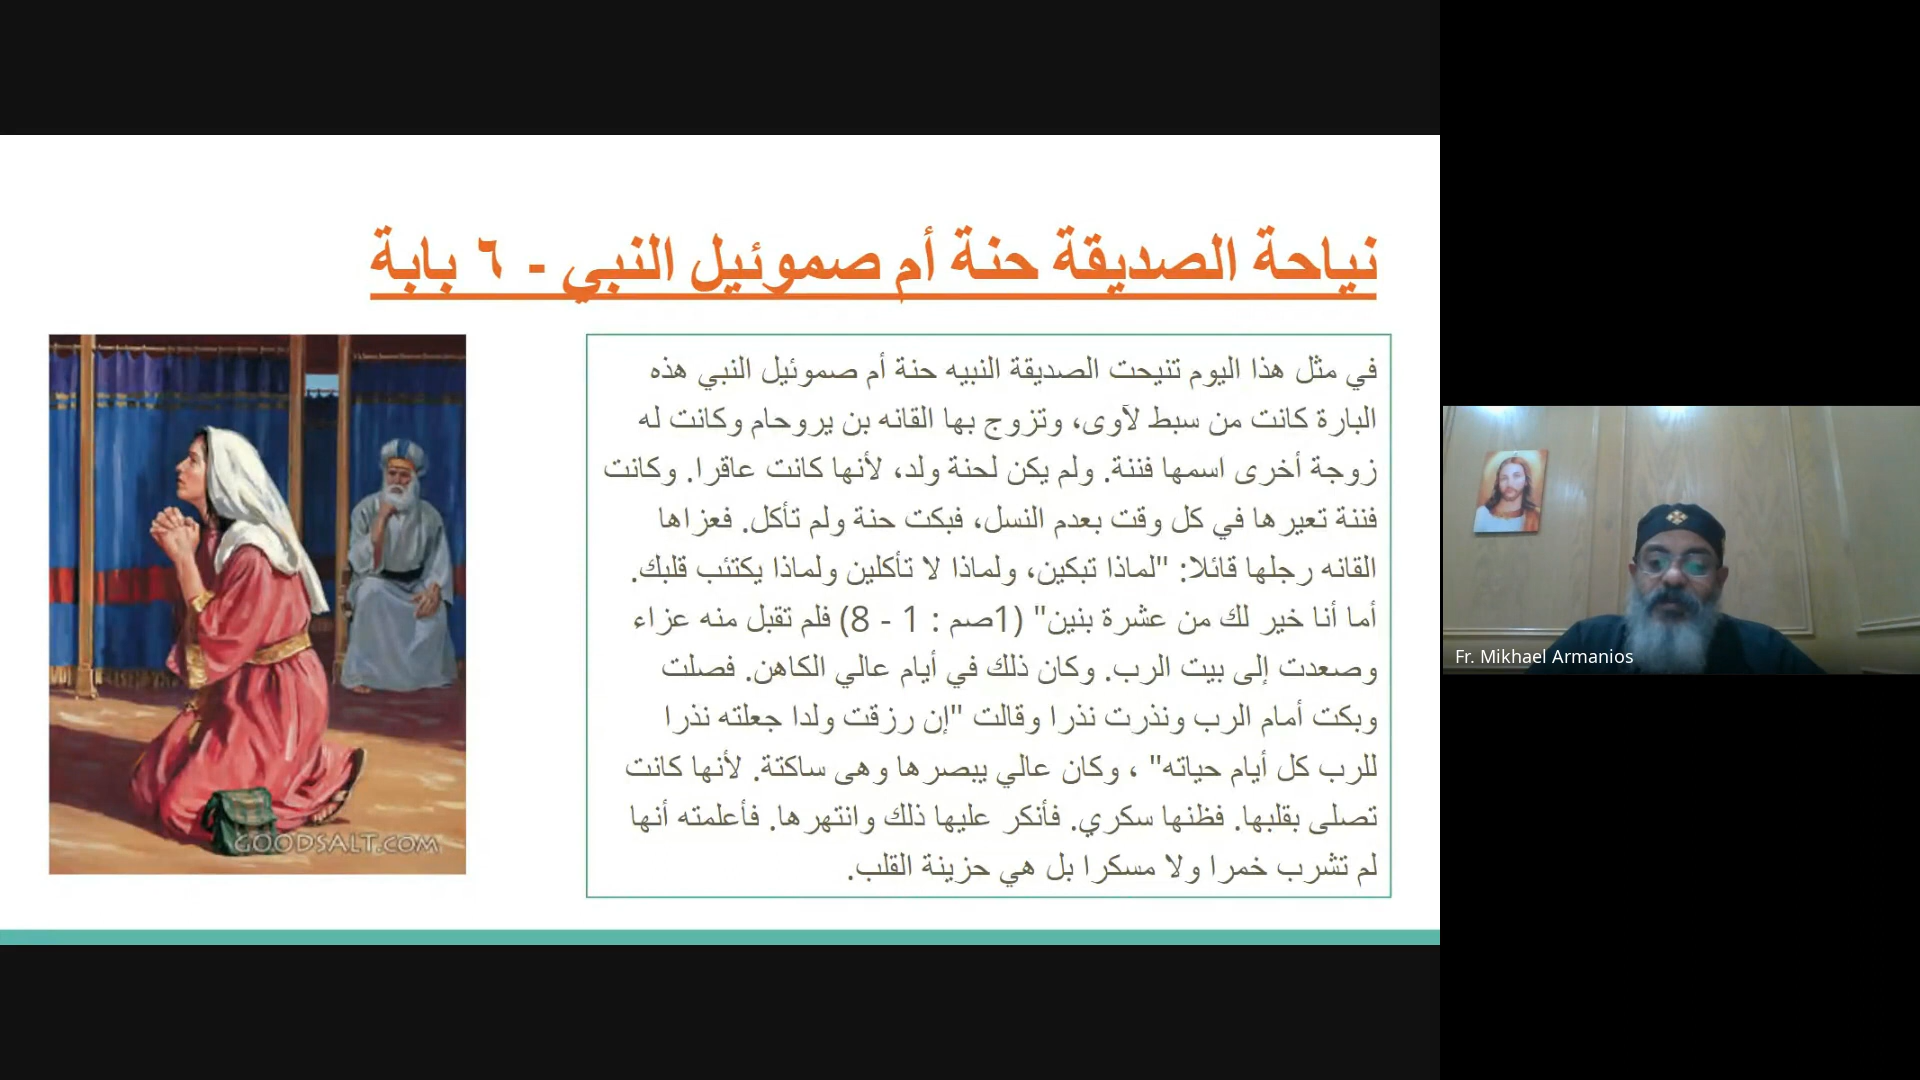 نياحة الصديقة حنة أم صموئيل النبي - ٦ بابة
في مثل هذا اليوم تنيحت الصديقة النبيه حنة أم صموئيل النبي هذه
البارة كانت من سبط لآوى، وتزوج بها القانه بن يروحام وكانت له
زوجة أخرى اسمها فننة. ولم يكن لحنة ولد، لأنها كانت عاقرا. وكانت
فننة تعيرها في كل وقت بعدم النسل، فبكت حنة ولم تأكل. فعزاها
القانه رجلها قائلا: "لماذا تبكين، ولماذا لا تأكلين ولماذا يكتئب قلبك.
أما أنا خير لك من عشرة بنين" (1صم : 1 - 8) فلم تقبل منه عزاء
وصعدت إلى بيت الرب. وكان ذلك في أيام عالي الكاهن. فصلت
وبكت أمام الرب ونذرت نذرا وقالت "إن رزقت ولدا جعلته نذرا
للرب كل أيام حياته" ، وكان عالي يبصرها وهى ساكتة. لأنها كانت
تصلى بقلبها. فظنها سكري. فأنكر عليها ذلك وانتهرها. فأعلمته أنها
لم تشرب خمرا ولا مسكرا بل هي حزينة القلب.
GOODSALT.COM
Fr. Mikhael Armanios